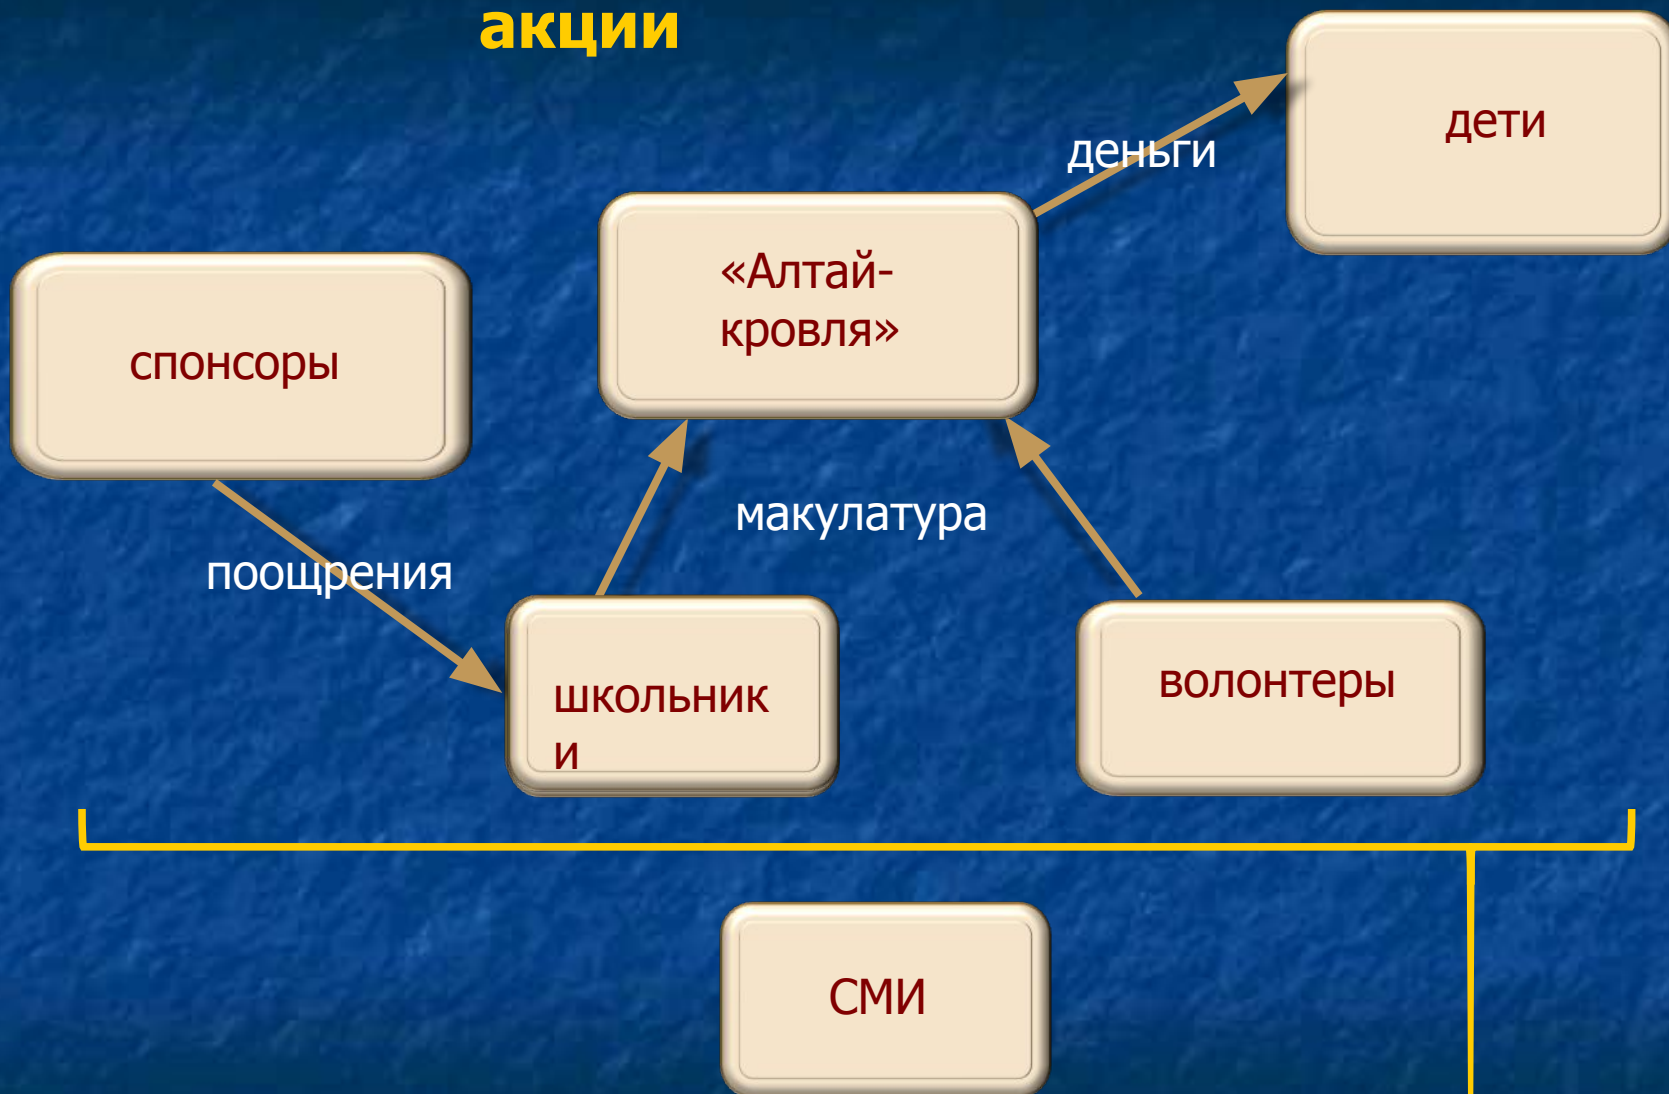 акции
дети
деньги
«Алтай-
кровля»
спонсоры
макулатура
поощрения
школьник
и
волонтеры
СМИ